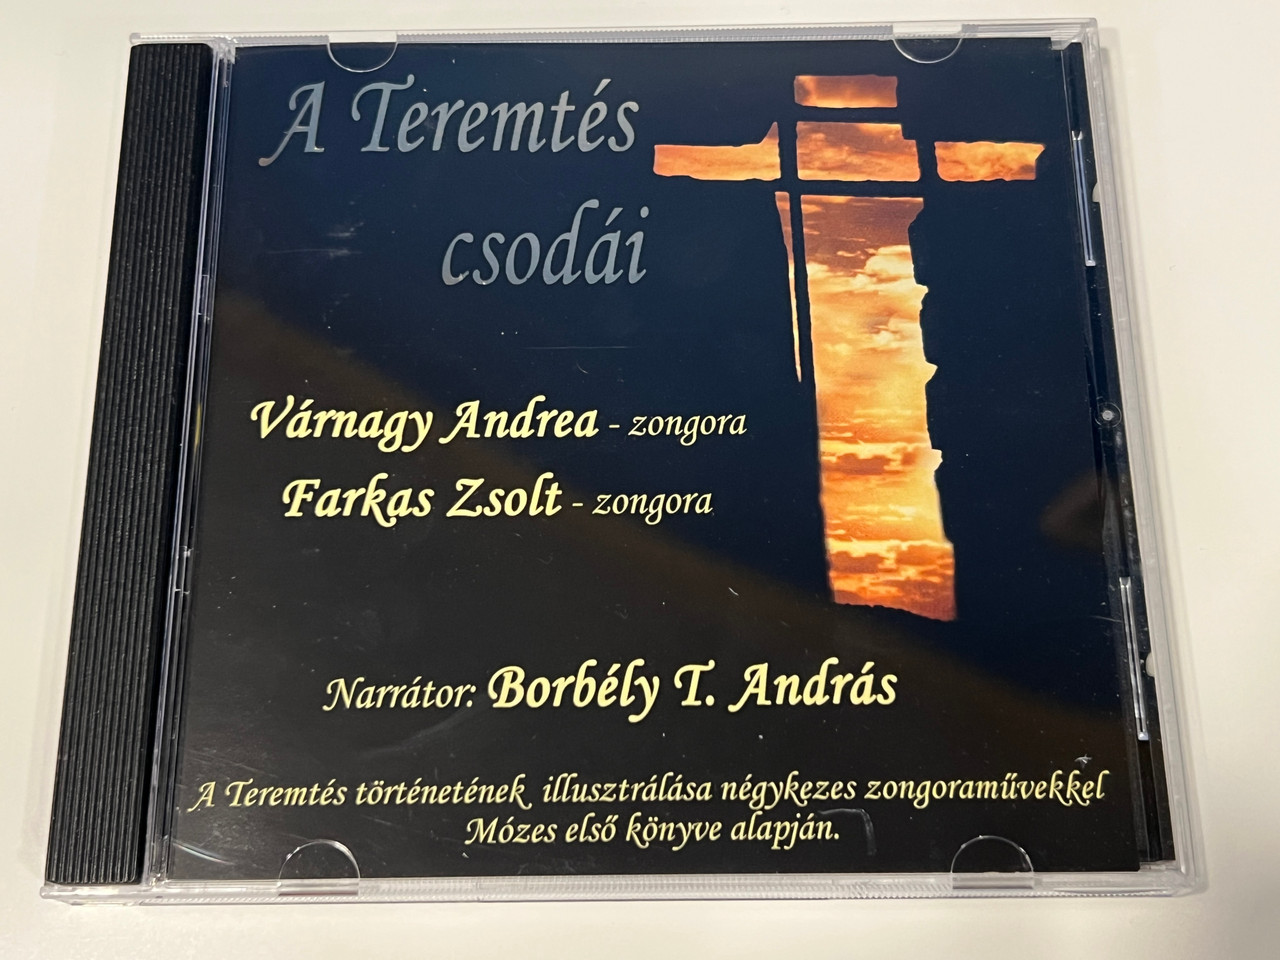 A Teremtés
csodái
Várnagy Andrea - zongora
Farkas Zsolt - zongora
Narrátor: Borbély T. András
A Teremtés történetének illusztrálása négykezes zongoraművekkel
Mózes első könyve alapján.